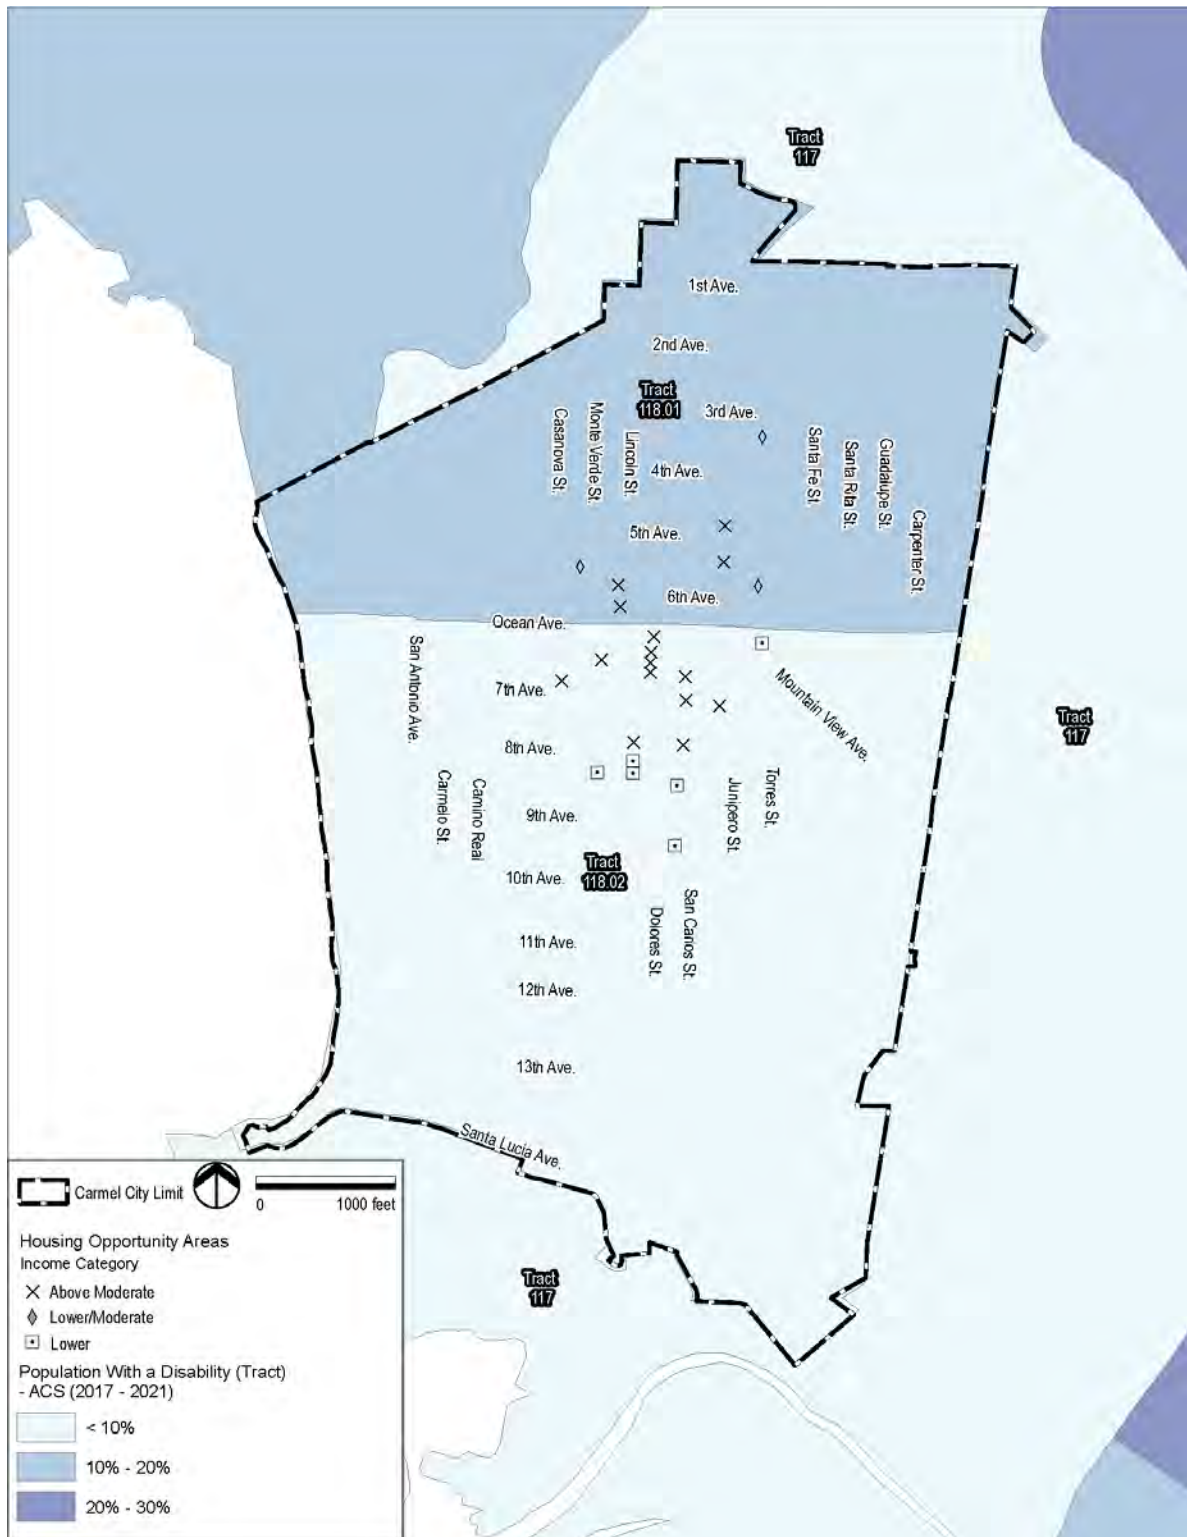 Tract
117
1st Ave.
2nd Ave.
Tract
118.01
3rd Ave.
Casanova St.
Monte Verde St.
Lincoln St.
4th Ave.
Santa Fe St.
Santa Rita St.
Guadalupe St.
Carpenter St.
5th Ave.
6th Ave.
Ocean Ave.
San Antonio Ave.
7th Ave.
Mountain View Ave.
Tract
117
8th Ave.
Carmelo St.
Camino Real
Junipero St.
Torres St.
9th Ave.
Tract
118.02
10th Ave.
Dolores St.
San Carlos St.
11th Ave.
12th Ave.
13th Ave.
Santa Lucia Ave.
Tract
117
Carmel City Limit
0 1000 feet
Housing Opportunity Areas
Income Category
Above Moderate
Lower/Moderate
Lower
Population With a Disability (Tract)
- ACS (2017 - 2021)
< 10%
10% - 20%
20% - 30%